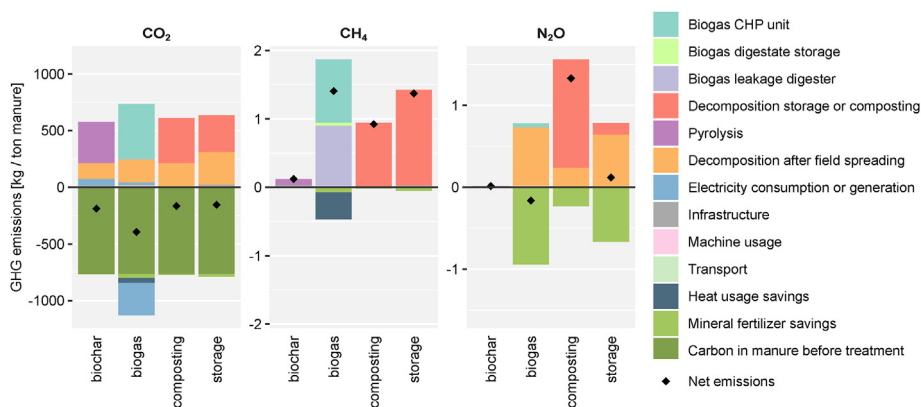 CO₂
CH₄
N₂O
GHG emissions [kg / ton manure]
1000
500
0
-500
-1000
biochar
biogas
composting
storage
2
1
0
-1
-2
biochar
biogas
composting
storage
1
0
-1
biochar
biogas
composting
storage
Biogas CHP unit
Biogas digestate storage
Biogas leakage digester
Decomposition storage or composting
Pyrolysis
Decomposition after field spreading
Electricity consumption or generation
Infrastructure
Machine usage
Transport
Heat usage savings
Mineral fertilizer savings
Carbon in manure before treatment
Net emissions